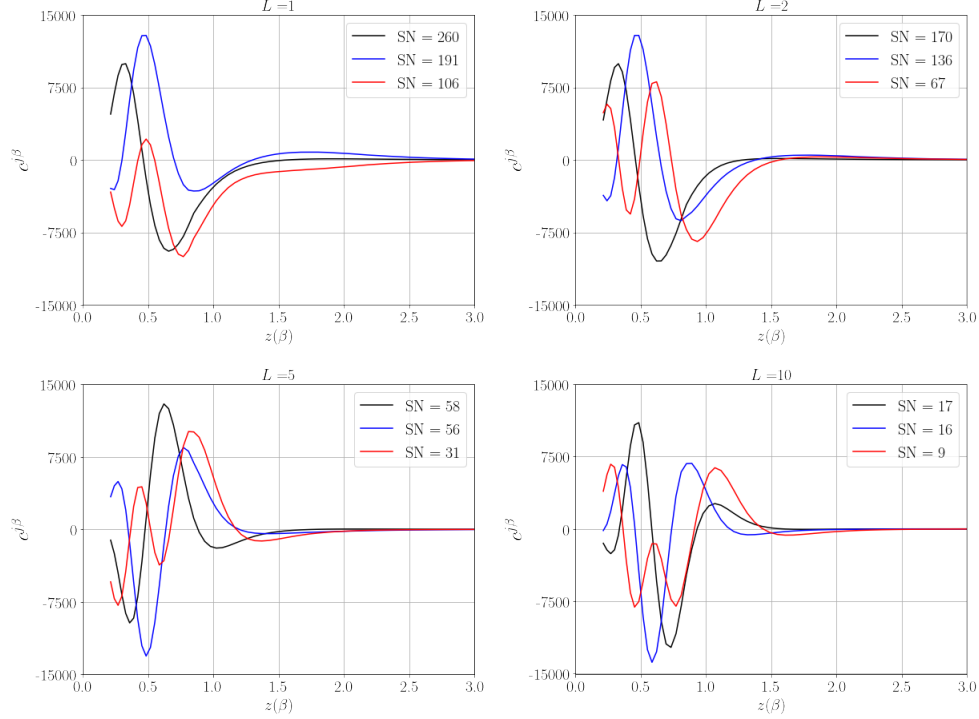 L =1
15000
7500
0
-7500
-15000
c^{jβ}
SN = 260
SN = 191
SN = 106
0.0 0.5 1.0 1.5 2.0 2.5 3.0
z(β)
L =2
15000
7500
0
-7500
-15000
c^{jβ}
SN = 170
SN = 136
SN = 67
0.0 0.5 1.0 1.5 2.0 2.5 3.0
z(β)
L =5
15000
7500
0
-7500
-15000
c^{jβ}
SN = 58
SN = 56
SN = 31
0.0 0.5 1.0 1.5 2.0 2.5 3.0
z(β)
L =10
15000
7500
0
-7500
-15000
c^{jβ}
SN = 17
SN = 16
SN = 9
0.0 0.5 1.0 1.5 2.0 2.5 3.0
z(β)